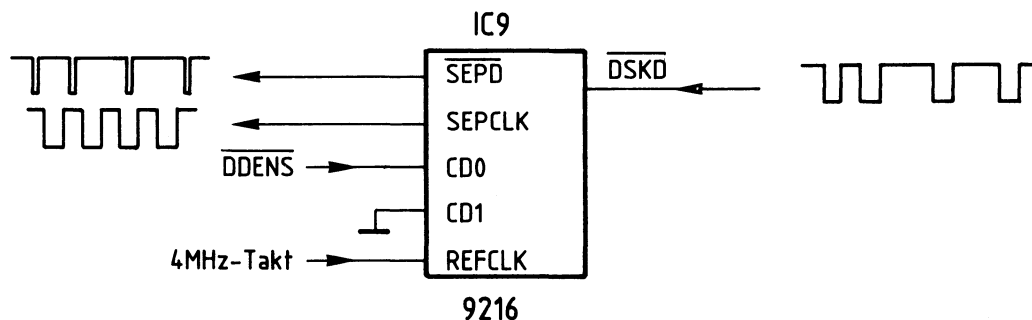 IC9
SEPD
DSKD
SEPCLK
DDENS
CD0
CD1
4MHz-Takt
REFCLK
9216